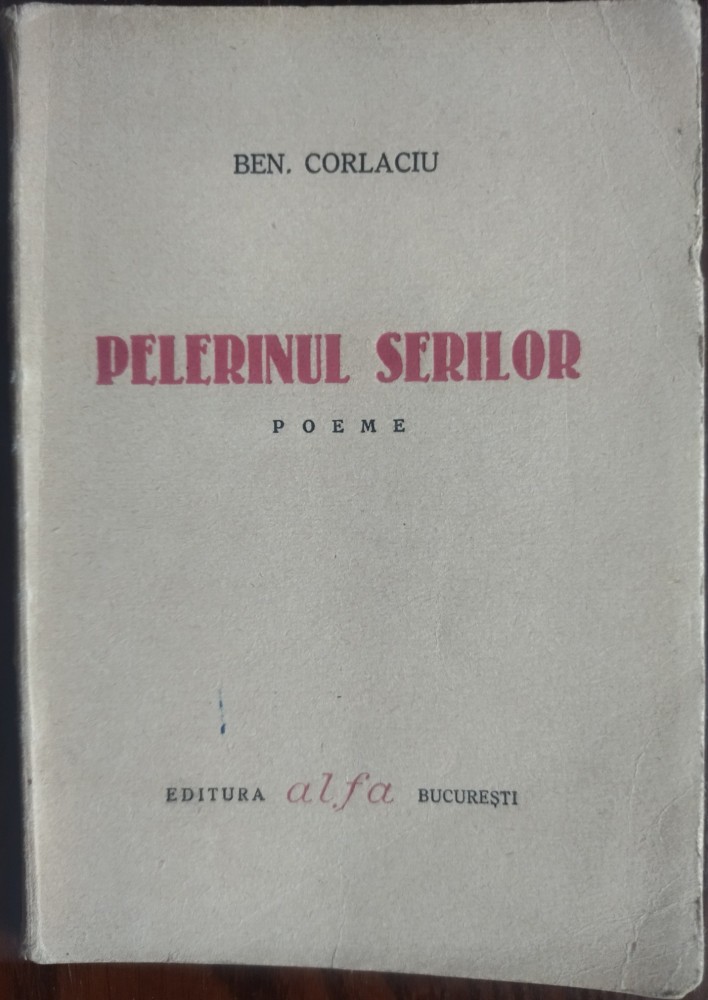 BEN. CORLACIU
PELERINUL SERILOR
POEME
EDITURA alfa BUCUREȘTI